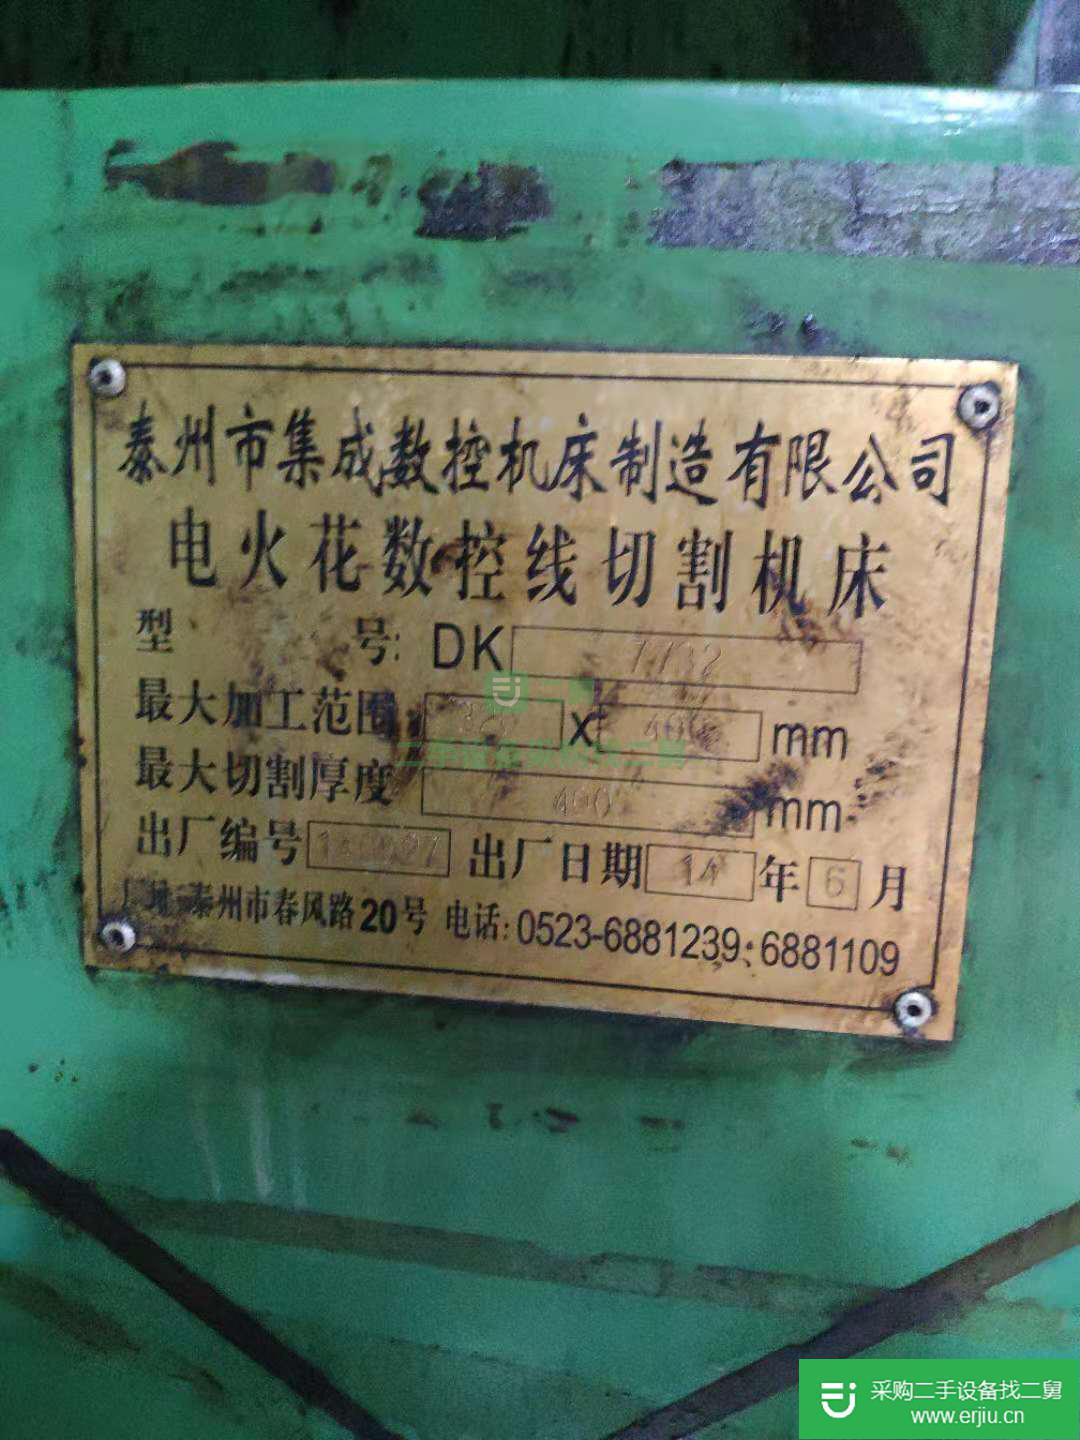 泰州市集成数控机床制造有限公司
电火花数控线切割机床
型 号: DK 7732
最大加工范围 320 X 400 mm
最大切割厚度 400 mm
出厂编号 出厂日期 14 年 6 月
厂址:泰州市春风路20号 电话:0523-6881239;6881109
采购二手设备找二舅
www.erjiu.cn